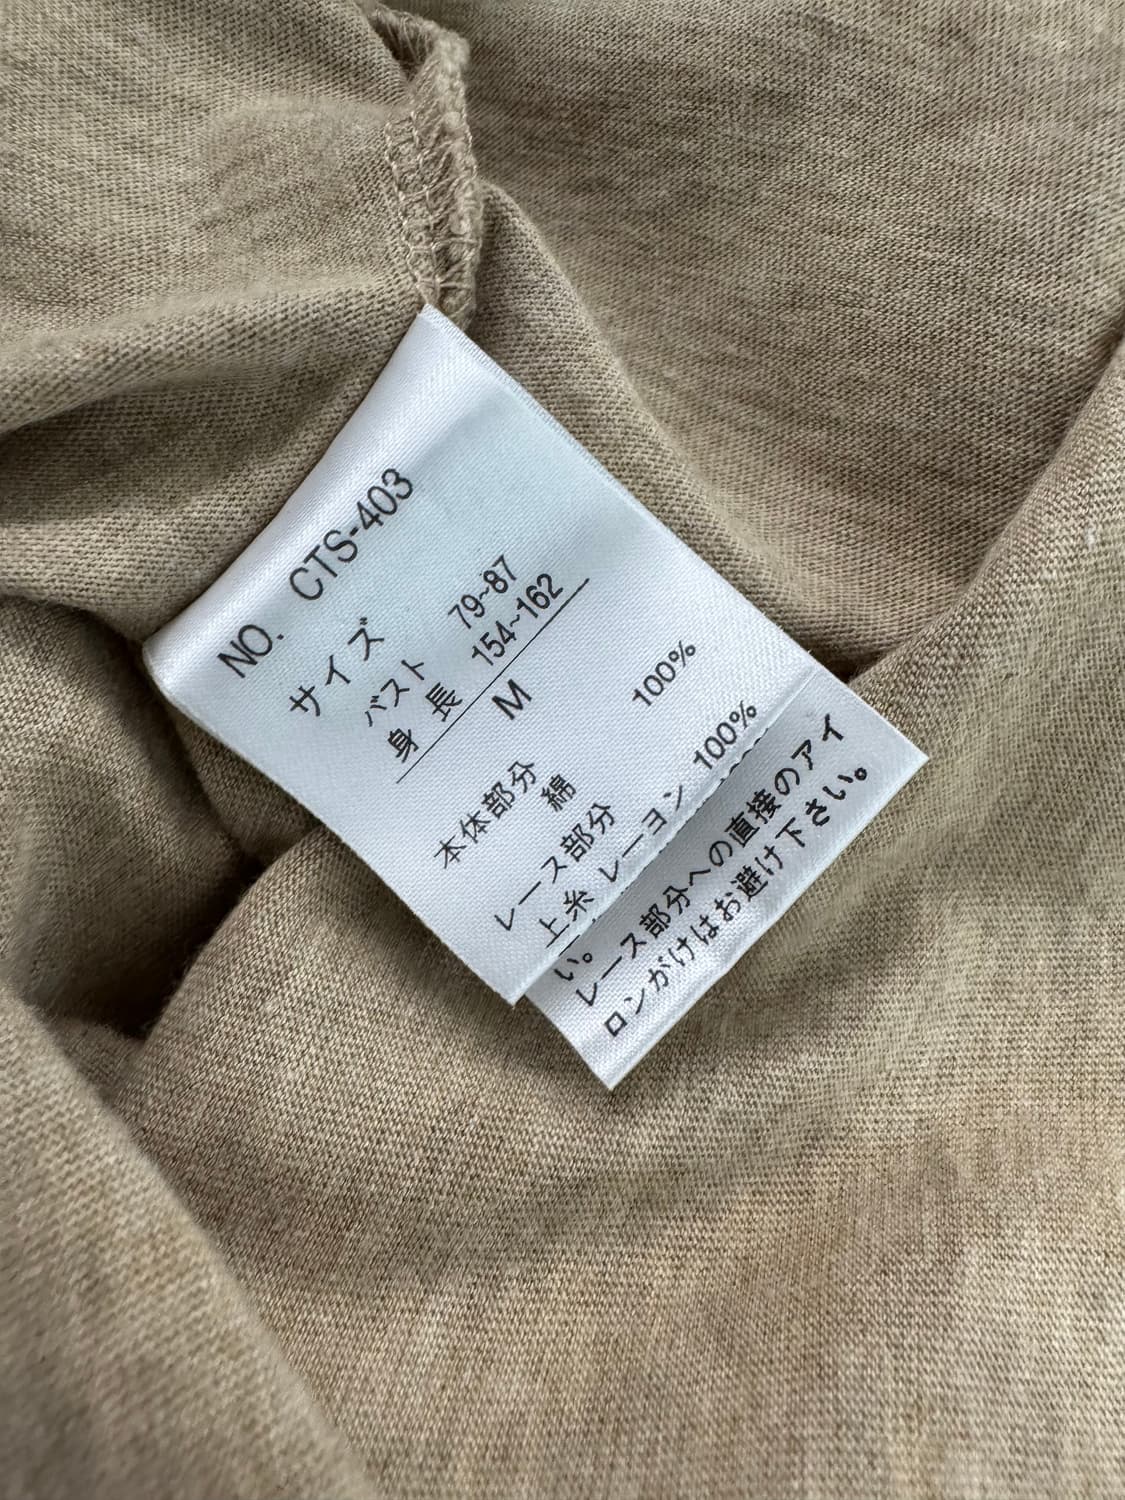 NO. CTS-403
サイズ
バスト 79~87
身長 154~162
M
本体部分
綿 100%
レース部分
上糸 レーヨン 100%
い。
レース部分への直接のアイ
ロンがけはお避け下さい。